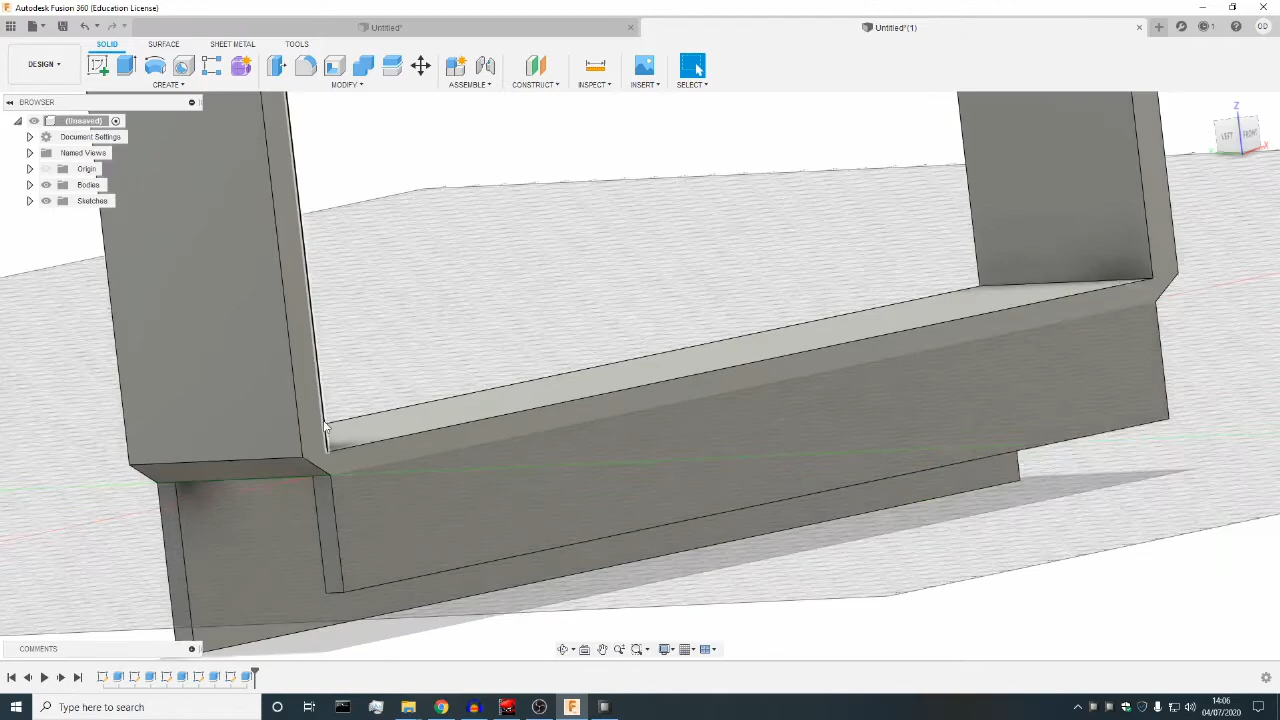 Autodesk Fusion 360 (Education License)
Untitled*
Untitled*(1)
1
OD
DESIGN
SOLID
SURFACE
SHEET METAL
TOOLS
CREATE
MODIFY
ASSEMBLE
CONSTRUCT
INSPECT
INSERT
SELECT
BROWSER
(Unsaved)
Document Settings
Named Views
Origin
Bodies
Sketches
Z
LEFT
FRONT
X
Y
COMMENTS
Type here to search
14:06
04/07/2020